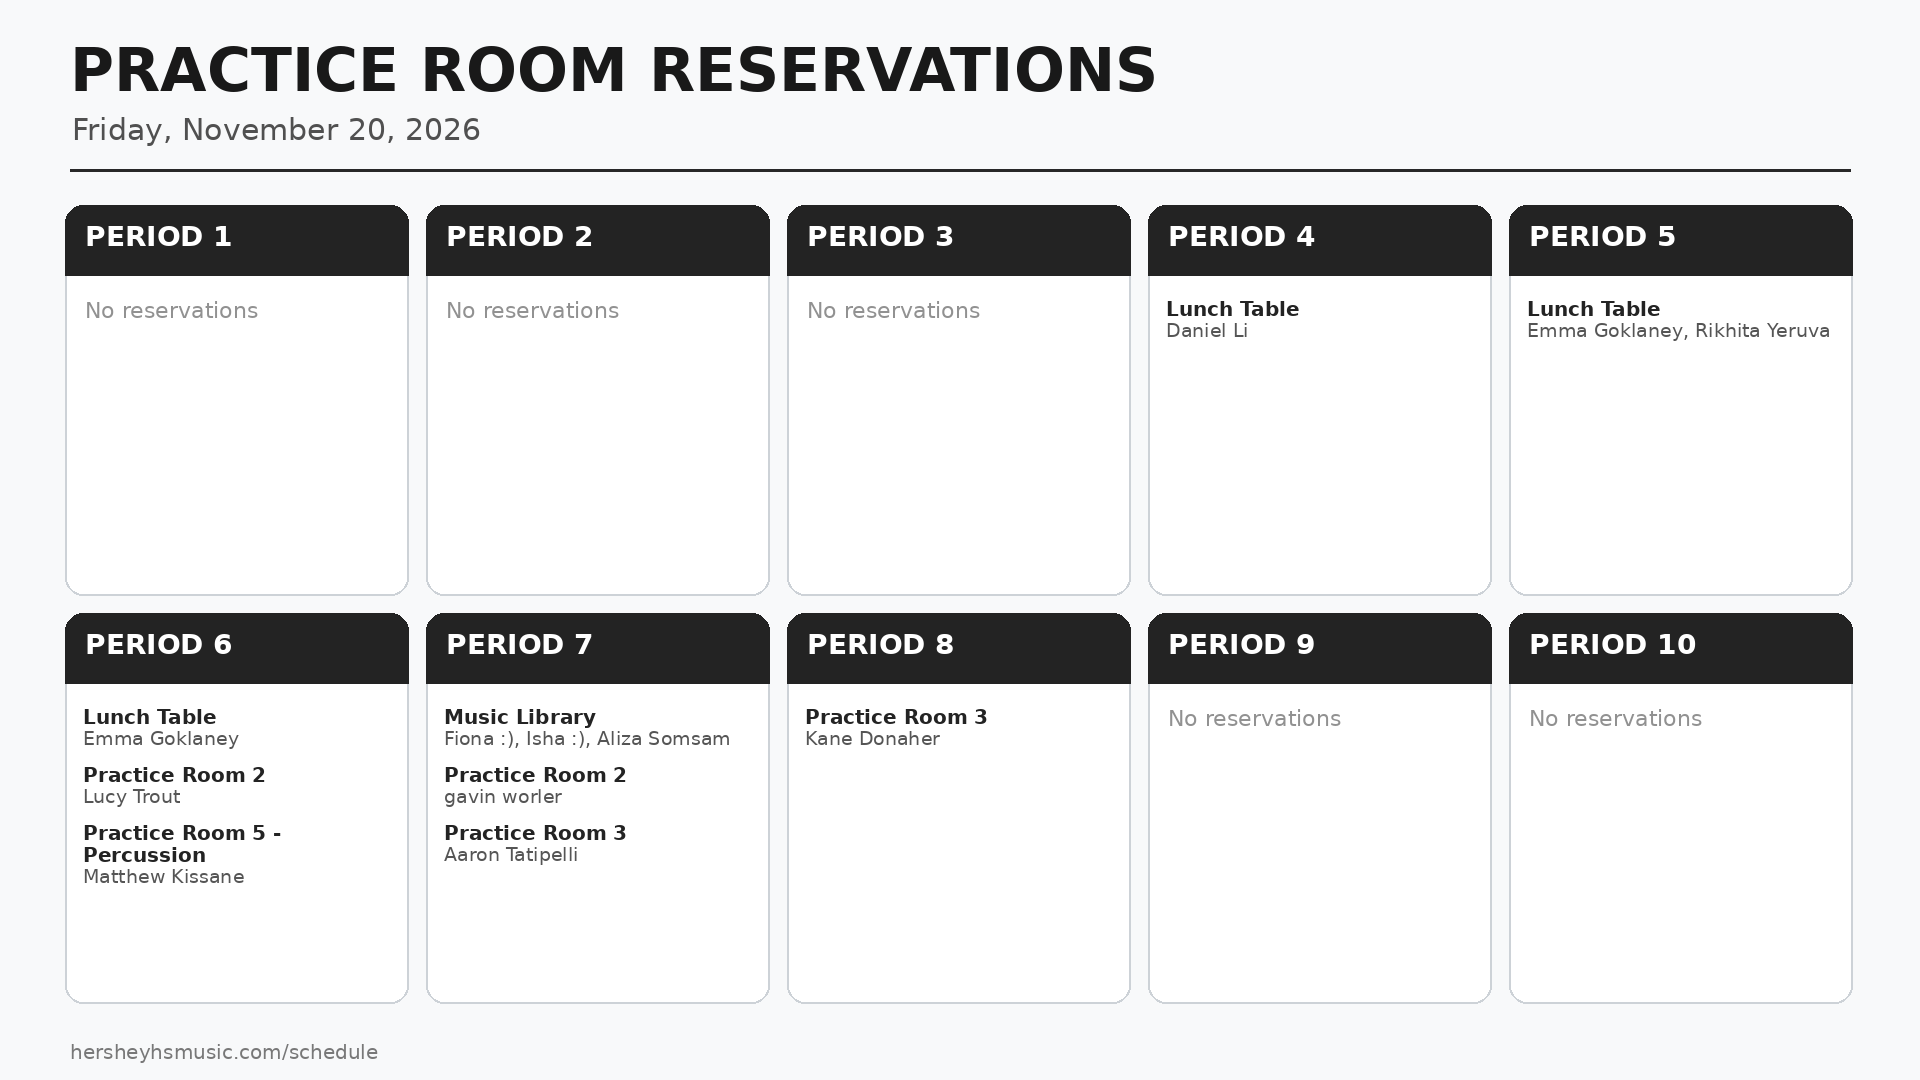 PRACTICE ROOM RESERVATIONS
Friday, November 20, 2026
PERIOD 1
No reservations
PERIOD 2
No reservations
PERIOD 3
No reservations
PERIOD 4
Lunch Table
Daniel Li
PERIOD 5
Lunch Table
Emma Goklaney, Rikhita Yeruva
PERIOD 6
Lunch Table
Emma Goklaney
Practice Room 2
Lucy Trout
Practice Room 5 -
Percussion
Matthew Kissane
PERIOD 7
Music Library
Fiona :), Isha :), Aliza Somsam
Practice Room 2
gavin worler
Practice Room 3
Aaron Tatipelli
PERIOD 8
Practice Room 3
Kane Donaher
PERIOD 9
No reservations
PERIOD 10
No reservations
hersheyhsmusic.com/schedule